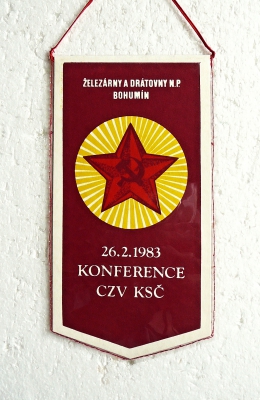 ŽELEZÁRNY A DRÁTOVNY N.P.
BOHUMÍN
26.2.1983
KONFERENCE
CZV KSČ